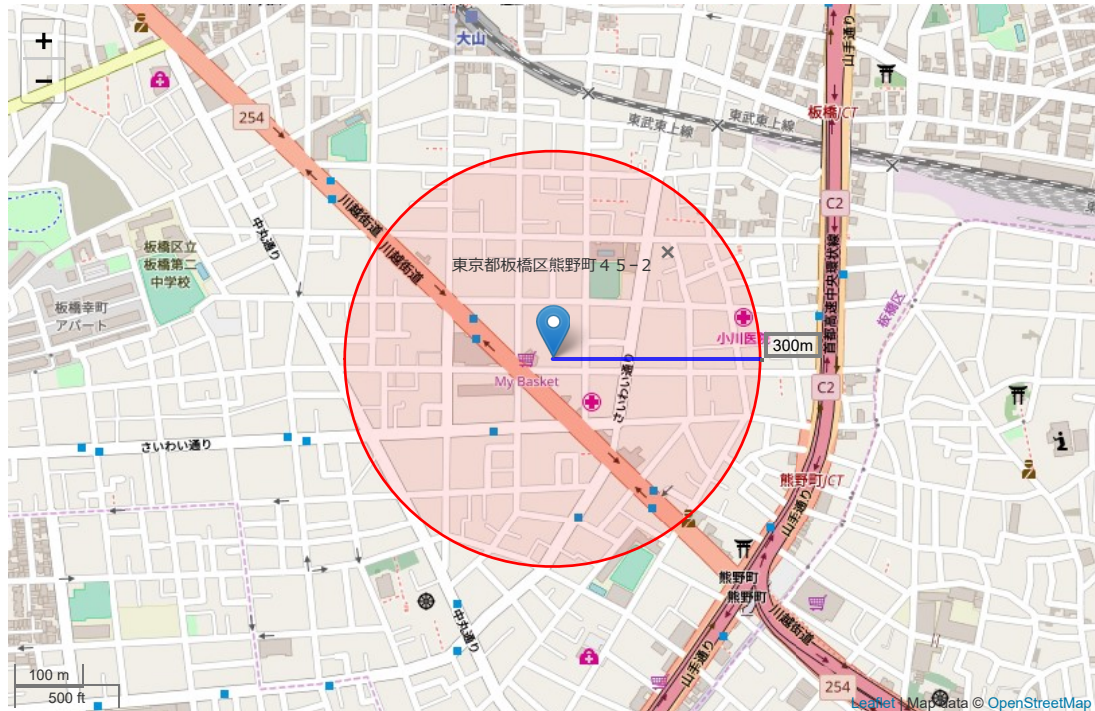 +
−
大山
山手通り
板橋JCT
254
東武東上線
東武東上線
川越街道
川越街道
中丸通り
C2
板橋区立
板橋第二
中学校
東京都板橋区熊野町４５−２
首都高速中央環状線
板橋区
板橋幸町
アパート
小川医院
300m
My Basket
さいわい通り
C2
さいわい通り
熊野町JCT
山手通り
熊野町
熊野町
川越街道
中丸通り
山手通り
100 m
500 ft
254
Leaflet | Map data © OpenStreetMap